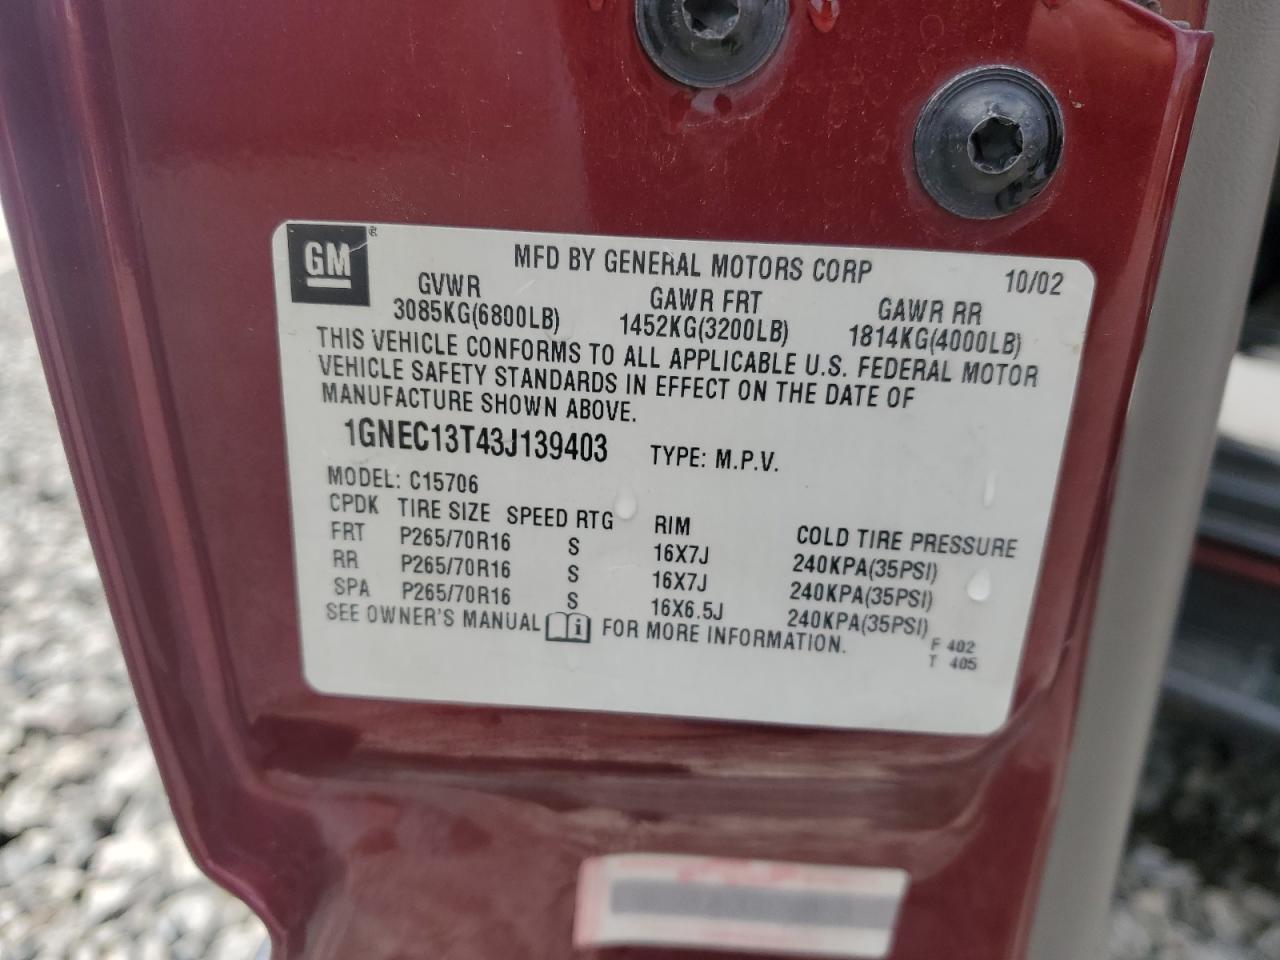 GM ®
MFD BY GENERAL MOTORS CORP 10/02
GVWR GAWR FRT GAWR RR
3085KG(6800LB) 1452KG(3200LB) 1814KG(4000LB)
THIS VEHICLE CONFORMS TO ALL APPLICABLE U.S. FEDERAL MOTOR
VEHICLE SAFETY STANDARDS IN EFFECT ON THE DATE OF
MANUFACTURE SHOWN ABOVE.
1GNEC13T43J139403 TYPE: M.P.V.
MODEL: C15706
CPDK TIRE SIZE SPEED RTG RIM COLD TIRE PRESSURE
FRT P265/70R16 S 16X7J 240KPA(35PSI)
RR P265/70R16 S 16X7J 240KPA(35PSI)
SPA P265/70R16 S 16X6.5J 240KPA(35PSI)
SEE OWNER'S MANUAL i FOR MORE INFORMATION.
F 402
T 405